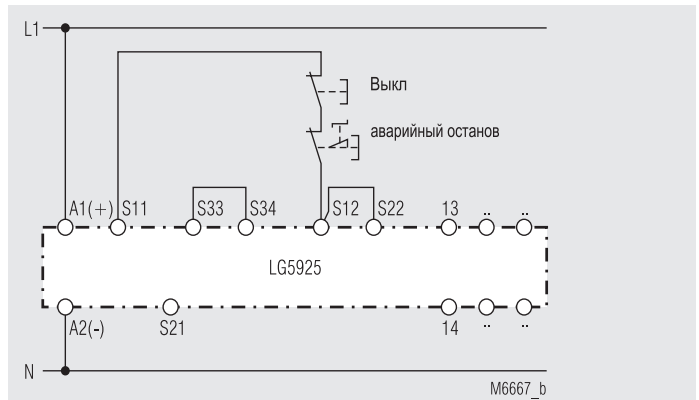 L1
Выкл
аварийный останов
A1(+) S11 S33 S34 S12 S22 13 .. ..
LG5925
A2(-) S21 14 .. ..
N
M6667_b